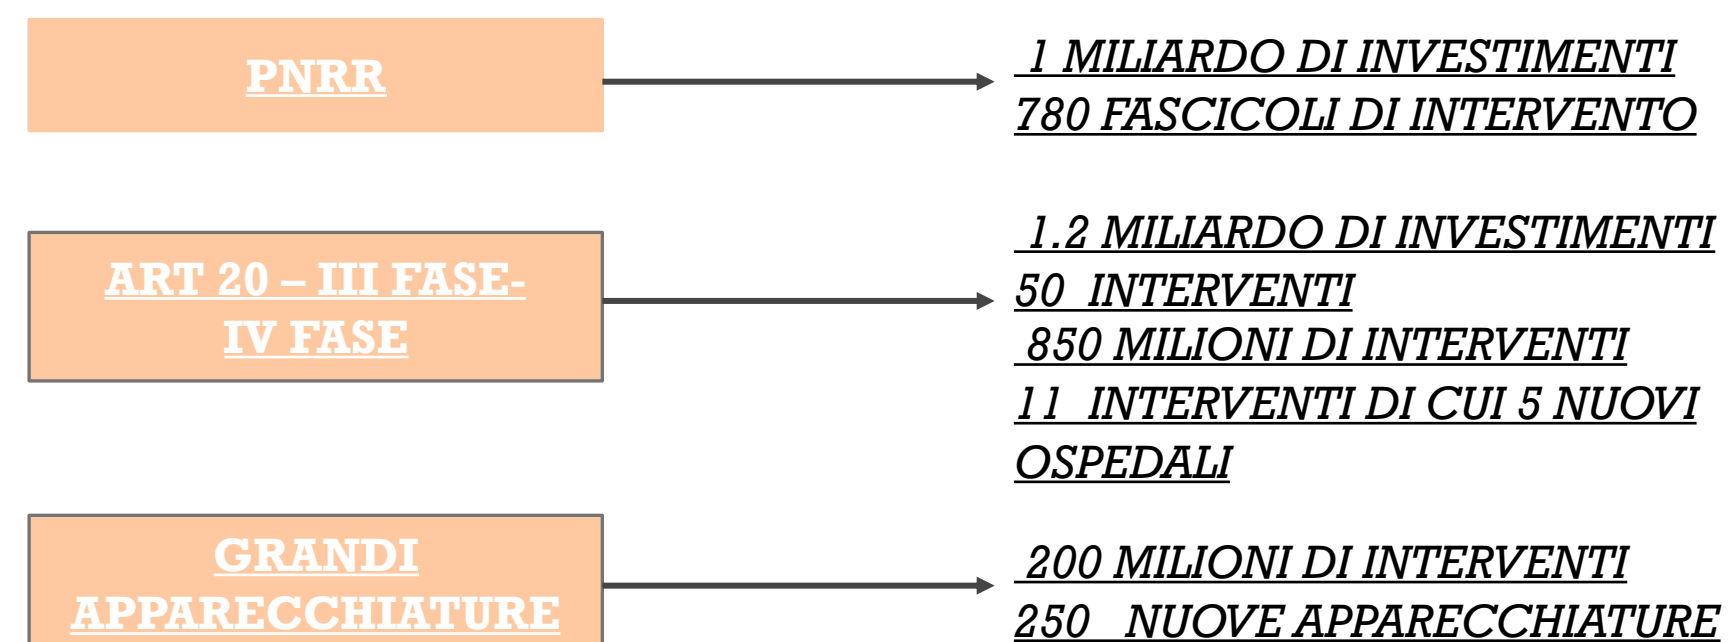 PNRR
1 MILIARDO DI INVESTIMENTI
780 FASCICOLI DI INTERVENTO
ART 20 – III FASE-
IV FASE
1.2 MILIARDO DI INVESTIMENTI
50 INTERVENTI
850 MILIONI DI INTERVENTI
11 INTERVENTI DI CUI 5 NUOVI
OSPEDALI
GRANDI
APPARECCHIATURE
200 MILIONI DI INTERVENTI
250 NUOVE APPARECCHIATURE